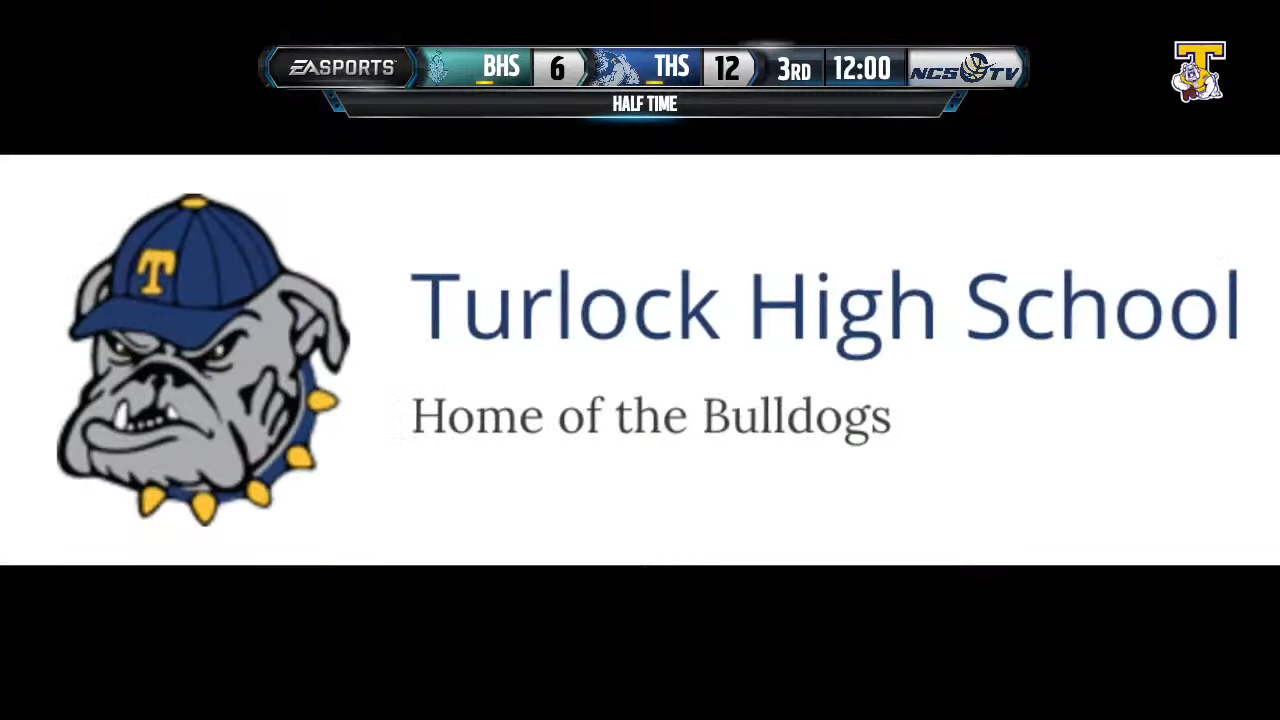 EA SPORTS BHS 6 THS 12 3RD 12:00 NCS TV
T
HALF TIME
T
Turlock High School
Home of the Bulldogs